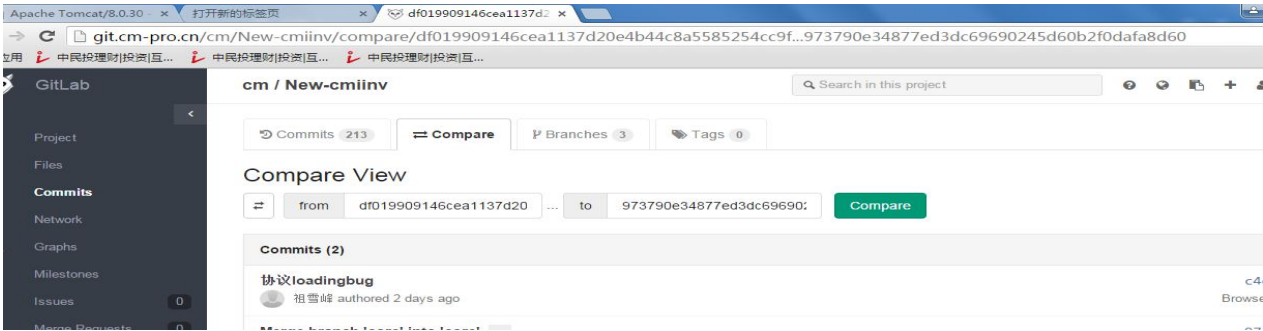 Apache Tomcat/8.0.30 - × 打开新的标签页 × df019909146cea1137d2 ×
git.cm-pro.cn/cm/New-cmiinv/compare/df019909146cea1137d20e4b44c8a5585254cc9f...973790e34877ed3dc69690245d60b2f0dafa8d60
应用 中民投理财|投资|互... 中民投理财|投资|互... 中民投理财|投资|互...
GitLab cm / New-cmiinv Search in this project
Project
Files
Commits
Network
Graphs
Milestones
Issues 0
Merge Requests 0
Commits 213 Compare Branches 3 Tags 0
Compare View
from df019909146cea1137d20 ... to 973790e34877ed3dc69690 Compare
Commits (2)
协议loadingbug c4
祖雪峰 authored 2 days ago Browse